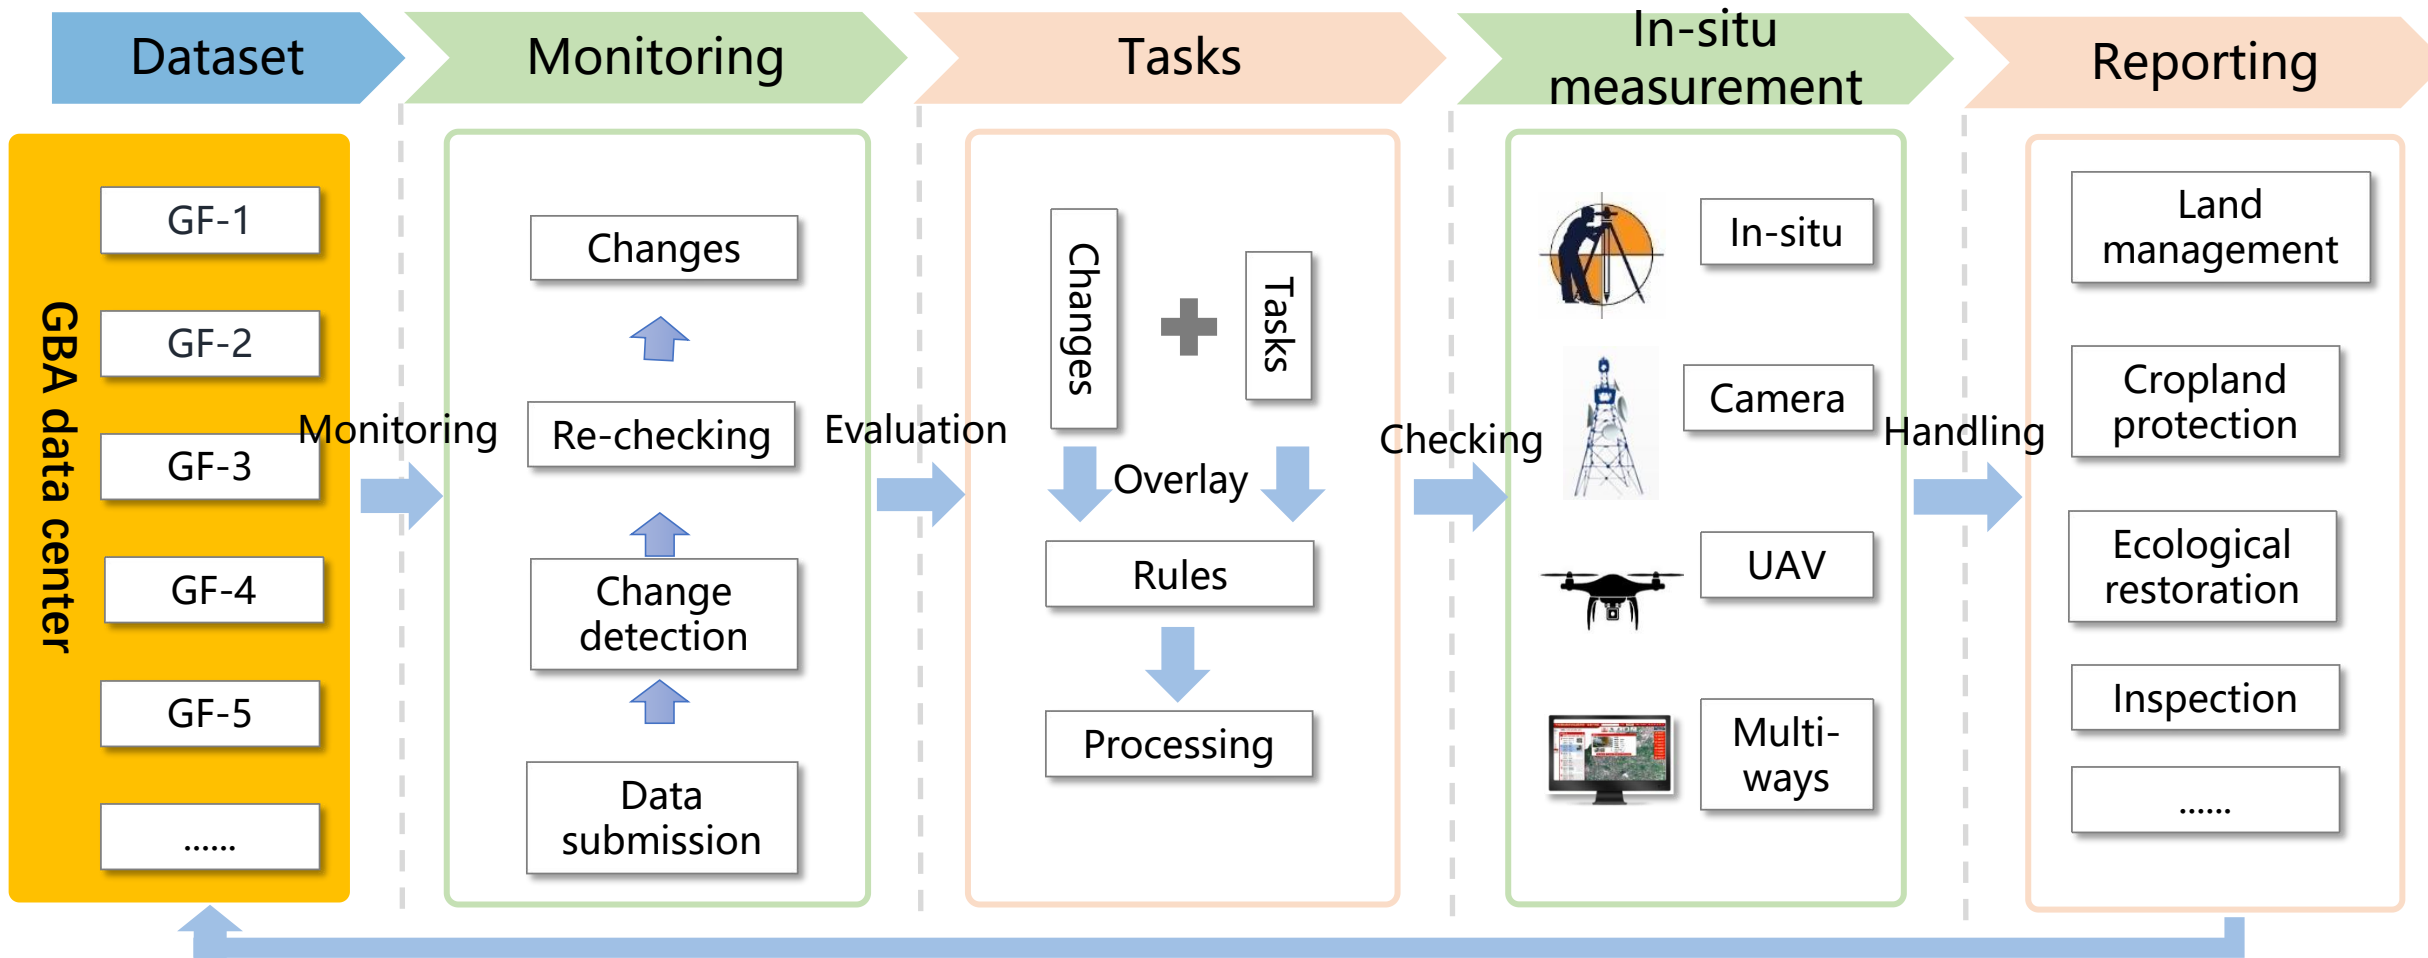 Dataset
Monitoring
Tasks
In-situ
measurement
Reporting
GBA data center
GF-1
GF-2
GF-3
GF-4
GF-5
......
Monitoring
Changes
Re-checking
Change
detection
Data
submission
Evaluation
Changes
Tasks
Overlay
Rules
Processing
Checking
In-situ
Camera
UAV
Multi-
ways
Handling
Land
management
Cropland
protection
Ecological
restoration
Inspection
......